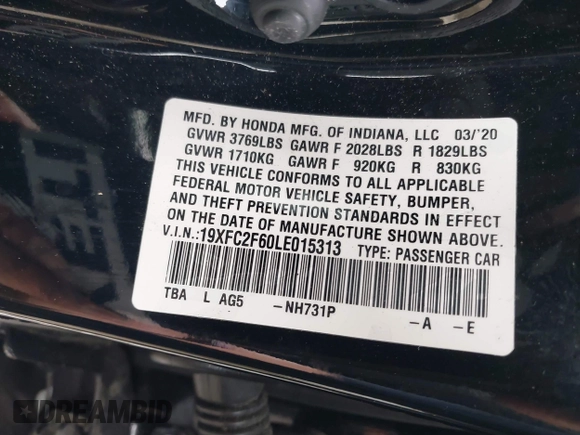 MFD. BY HONDA MFG. OF INDIANA, LLC 03/'20
GVWR 3769LBS GAWR F 2028LBS R 1829LBS
GVWR 1710KG GAWR F 920KG R 830KG
THIS VEHICLE CONFORMS TO ALL APPLICABLE
FEDERAL MOTOR VEHICLE SAFETY, BUMPER,
AND THEFT PREVENTION STANDARDS IN EFFECT
ON THE DATE OF MANUFACTURE SHOWN ABOVE.
V.I.N.:19XFC2F60LE015313 TYPE: PASSENGER CAR
TBA L AG5 -NH731P -A -E
DREAMBID